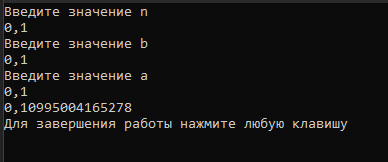 Введите значение n
0,1
Введите значение b
0,1
Введите значение a
0,1
0,10995004165278
Для завершения работы нажмите любую клавишу